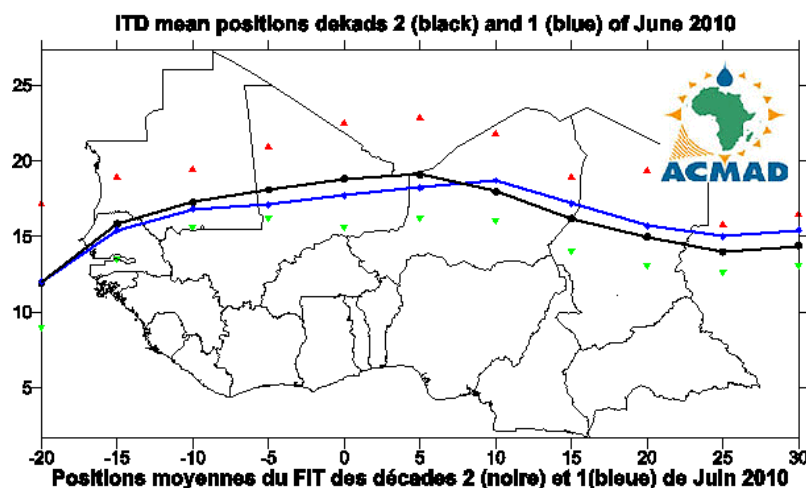 ITD mean positions dekads 2 (black) and 1 (blue) of June 2010
25
20
15
10
5
ACMAD
-20 -15 -10 -5 0 5 10 15 20 25 30
Positions moyennes du FIT des décades 2 (noire) et 1(bleue) de Juin 2010